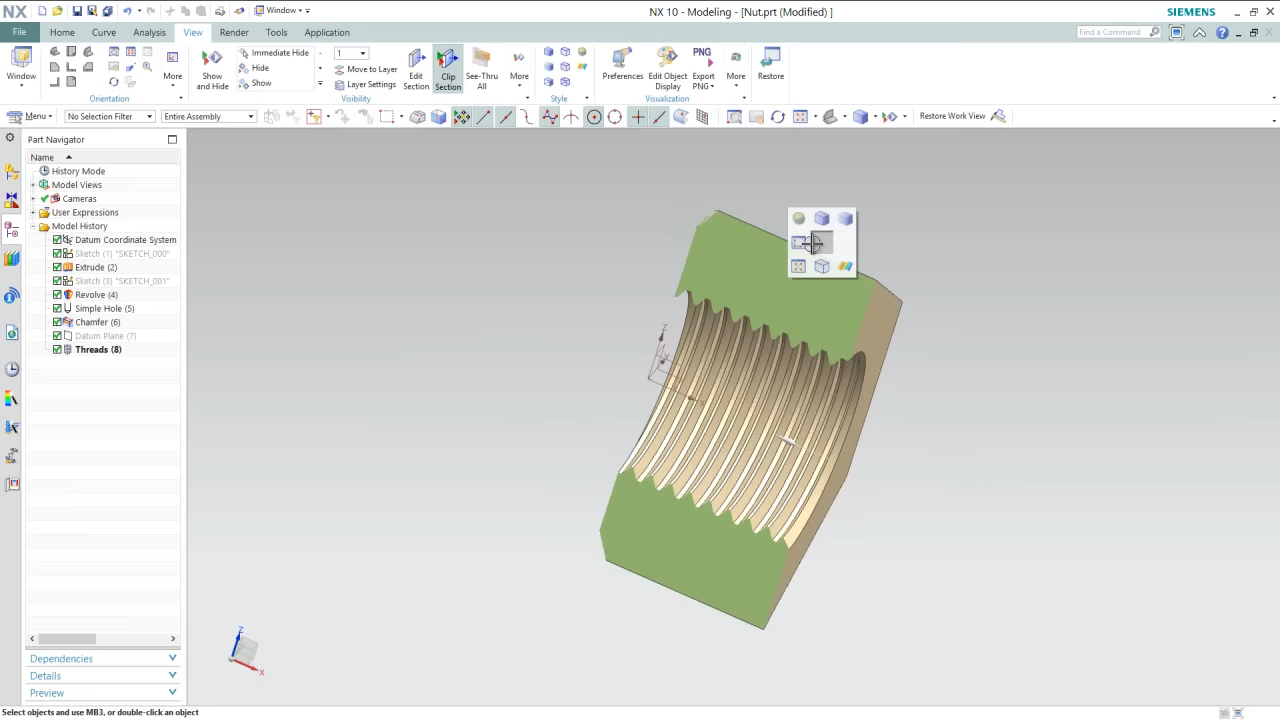 NX
Window
NX 10 - Modeling - [Nut.prt (Modified) ]
SIEMENS
File
Home
Curve
Analysis
View
Render
Tools
Application
Find a Command
Window
More
Orientation
Show and Hide
Immediate Hide
Hide
Show
1
Move to Layer
Layer Settings
Visibility
Edit Section
Clip Section
See-Thru All
More
Style
Preferences
Edit Object Display
PNG
Export PNG
More
Visualization
Restore
Menu
No Selection Filter
Entire Assembly
Restore Work View
Part Navigator
Name
History Mode
Model Views
Cameras
User Expressions
Model History
Datum Coordinate System
Sketch (1) "SKETCH_000"
Extrude (2)
Sketch (3) "SKETCH_001"
Revolve (4)
Simple Hole (5)
Chamfer (6)
Datum Plane (7)
Threads (8)
Dependencies
Details
Preview
Z
Z
X
Select objects and use MB3, or double-click an object